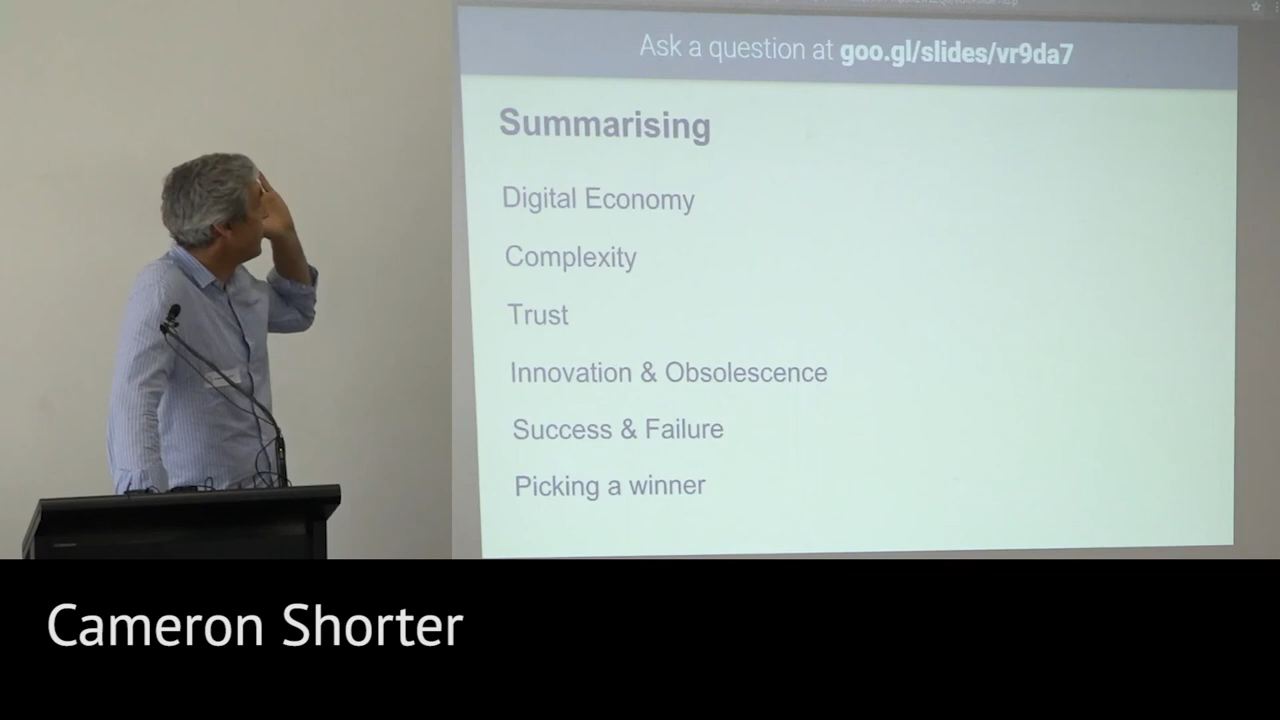 Ask a question at goo.gl/slides/vr9da7
Summarising
Digital Economy
Complexity
Trust
Innovation & Obsolescence
Success & Failure
Picking a winner
Cameron Shorter